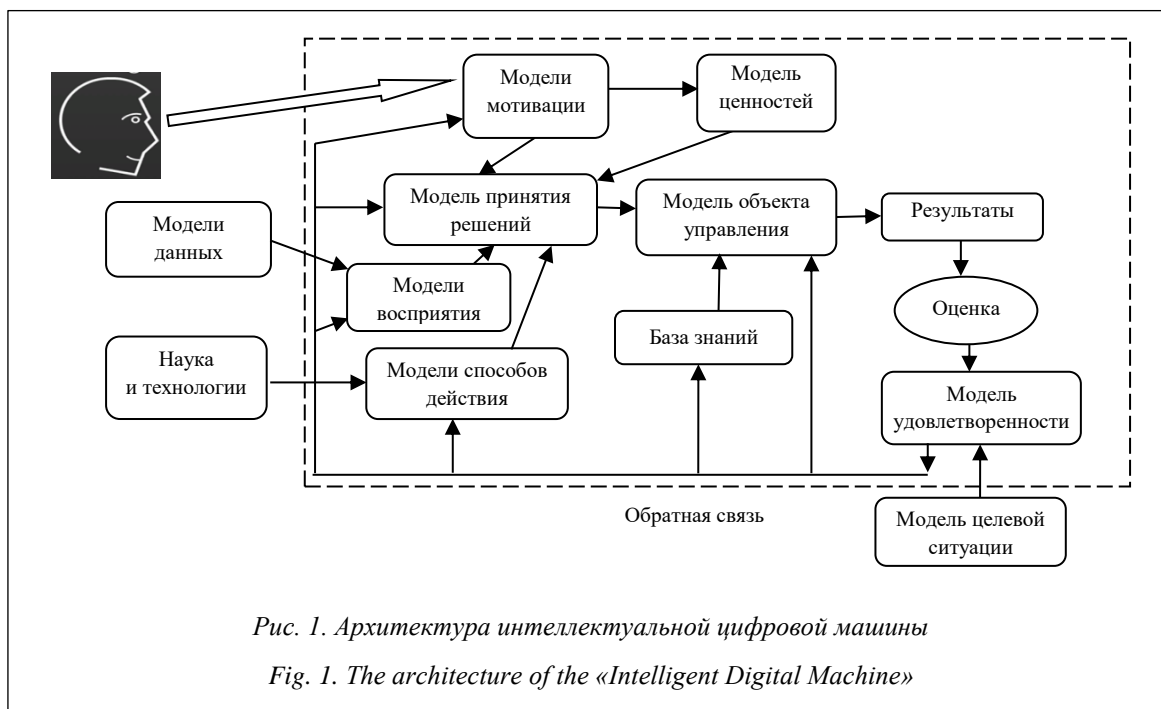 Модели
мотивации
Модель
ценностей
Модель принятия
решений
Модель объекта
управления
Результаты
Модели
данных
Модели
восприятия
Оценка
База знаний
Наука
и технологии
Модели способов
действия
Модель
удовлетворенности
Обратная связь
Модель целевой
ситуации
Рис. 1. Архитектура интеллектуальной цифровой машины
Fig. 1. The architecture of the «Intelligent Digital Machine»